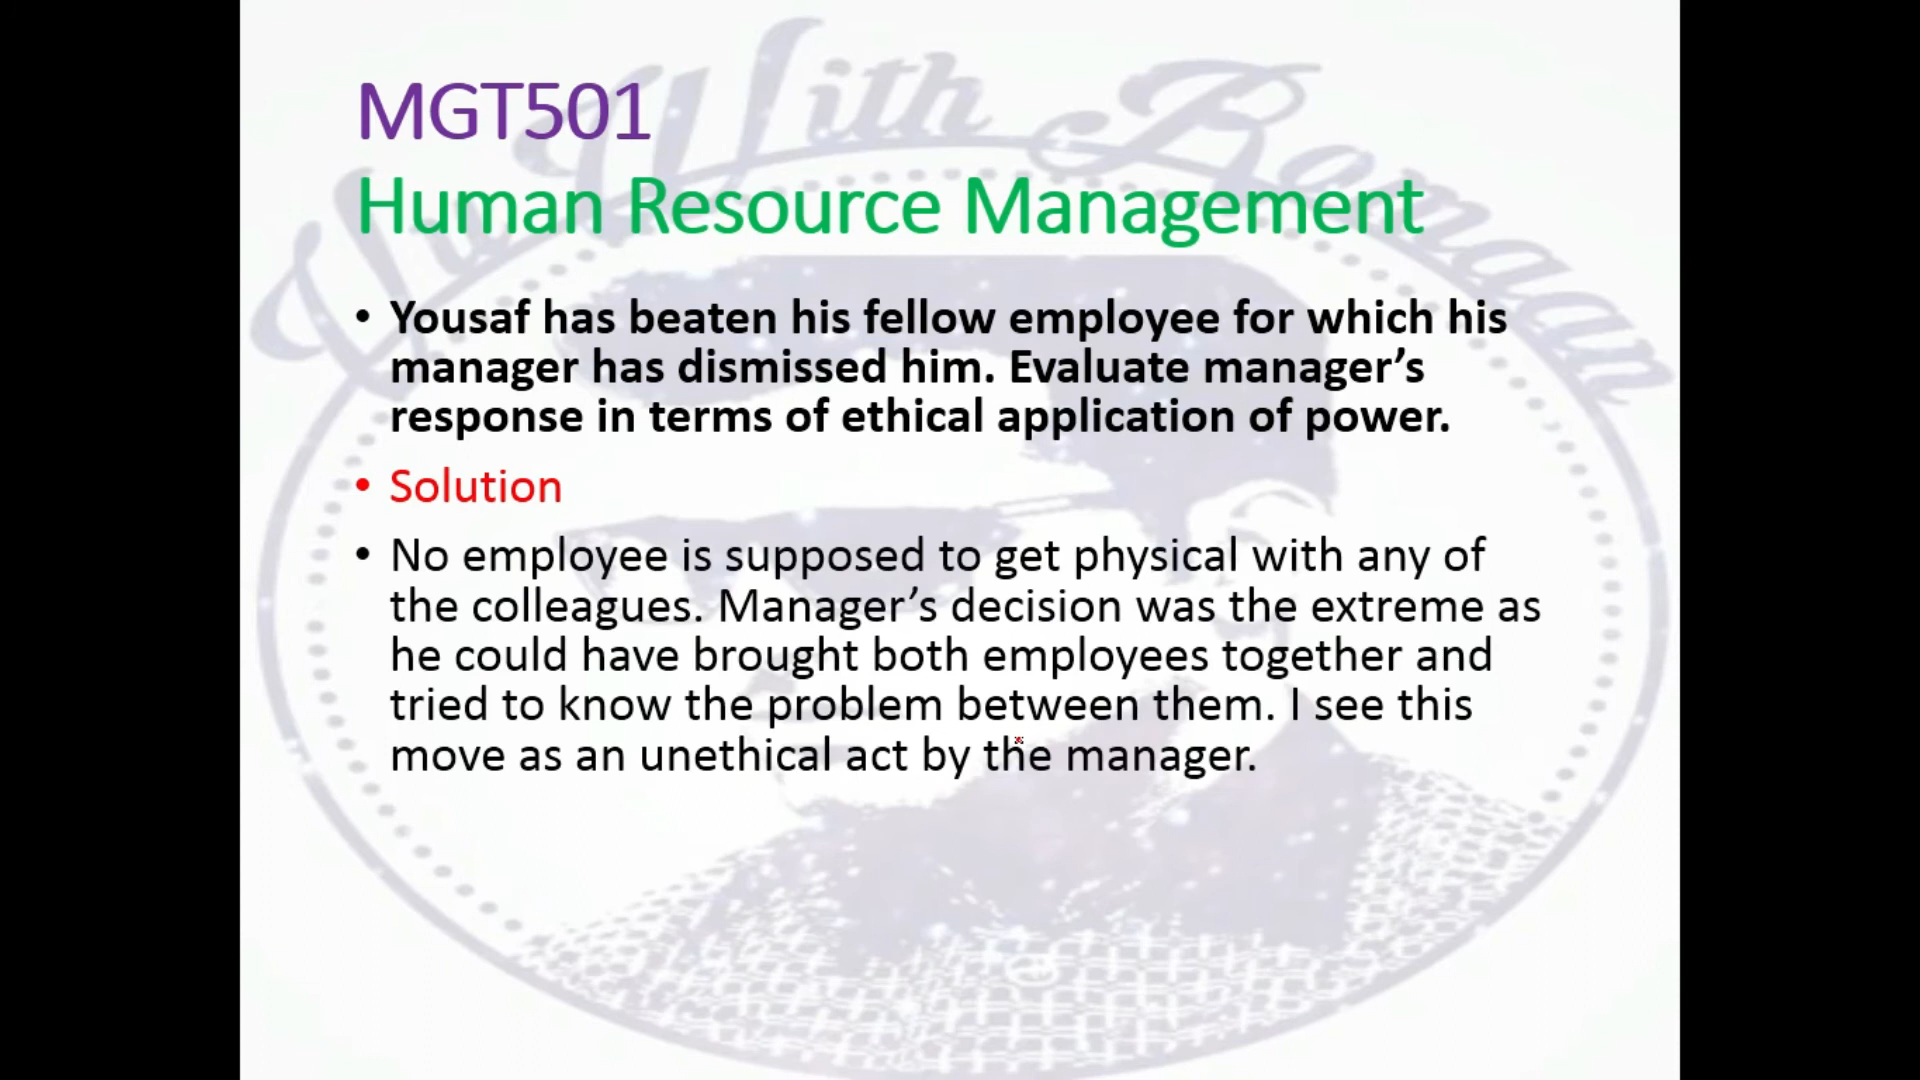 With Romaan
MGT501
Human Resource Management
• Yousaf has beaten his fellow employee for which his
manager has dismissed him. Evaluate manager’s
response in terms of ethical application of power.
• Solution
• No employee is supposed to get physical with any of
the colleagues. Manager’s decision was the extreme as
he could have brought both employees together and
tried to know the problem between them. I see this
move as an unethical act by the manager.